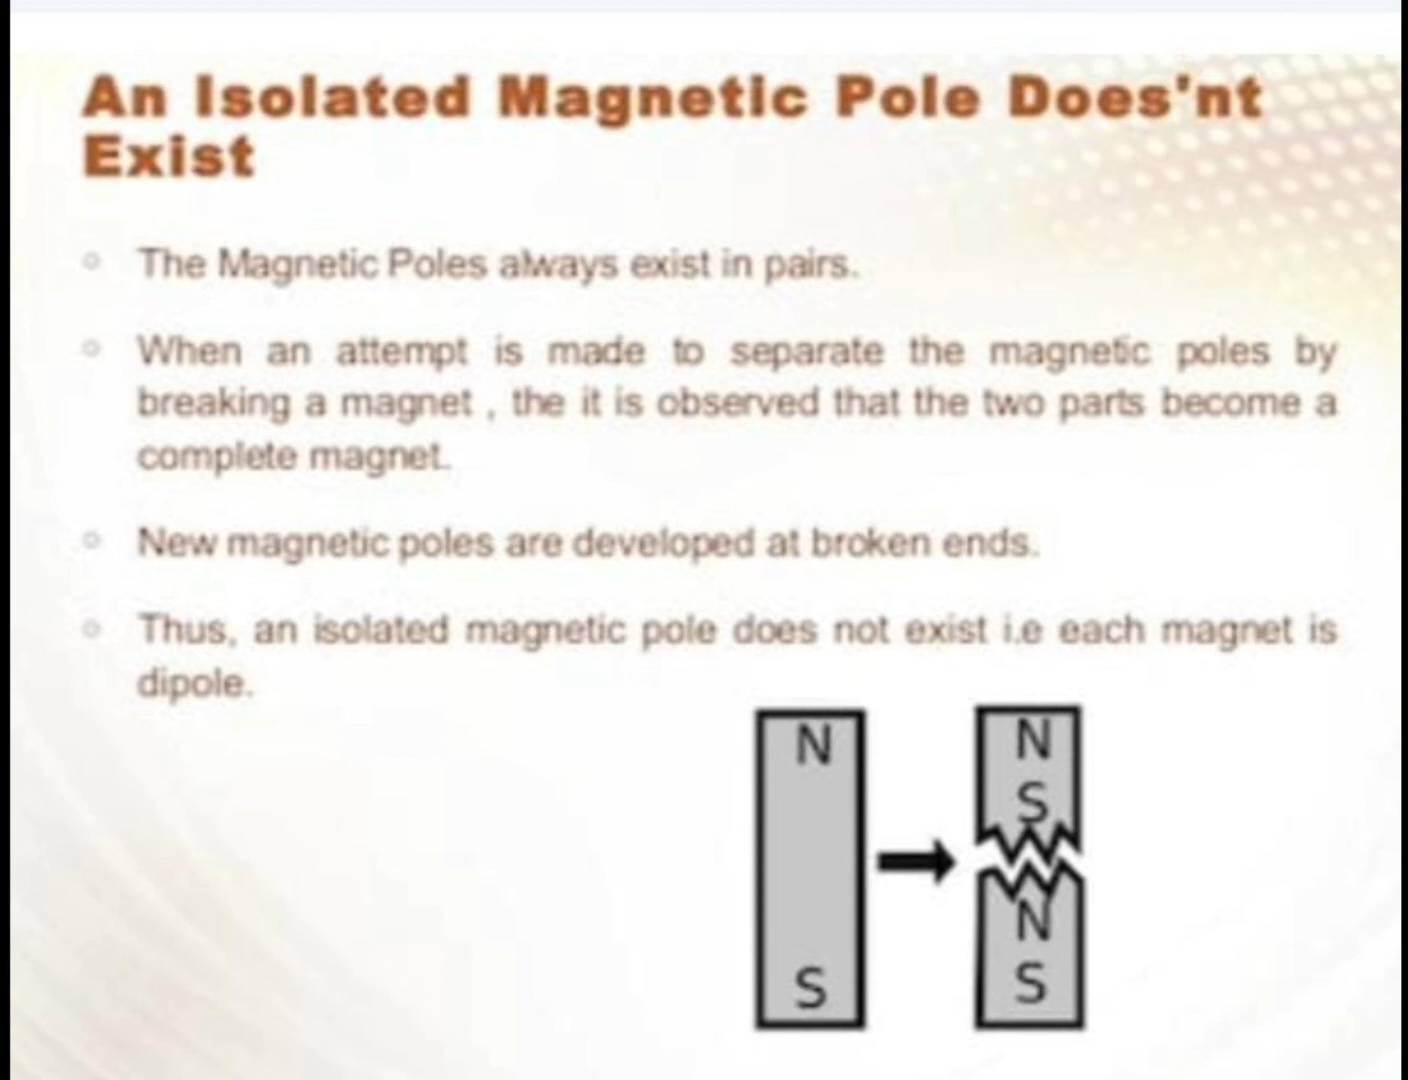 An Isolated Magnetic Pole Does'nt
Exist
The Magnetic Poles always exist in pairs.
When an attempt is made to separate the magnetic poles by
breaking a magnet , the it is observed that the two parts become a
complete magnet.
New magnetic poles are developed at broken ends.
Thus, an isolated magnetic pole does not exist i.e each magnet is
dipole.
N
S
N
S
N
S